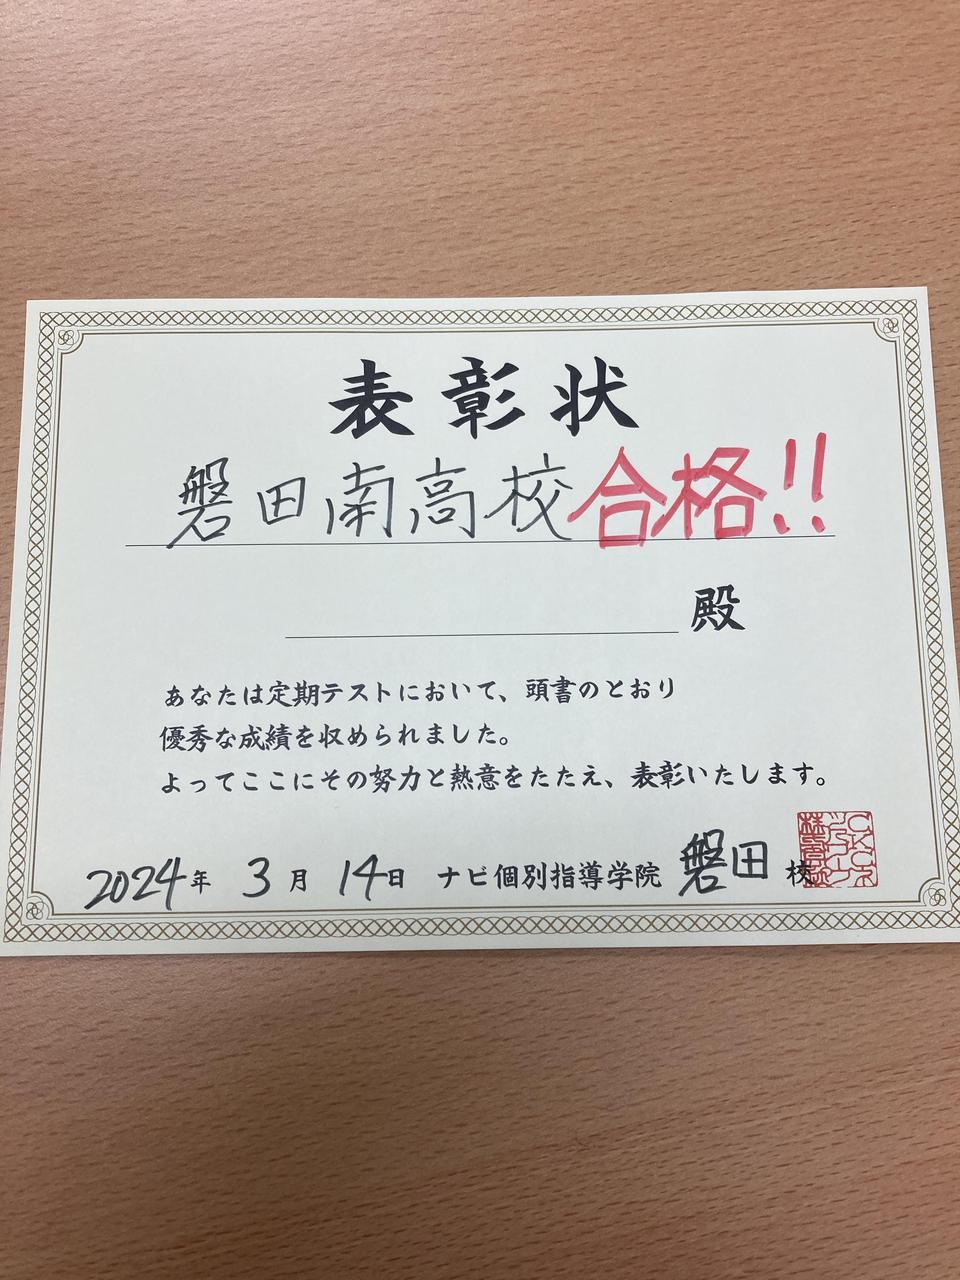 表彰状
磐田南高校合格!!
殿
あなたは定期テストにおいて、頭書のとおり
優秀な成績を収められました。
よってここにその努力と熱意をたたえ、表彰いたします。
2024年 3月 14日 ナビ個別指導学院 磐田 校